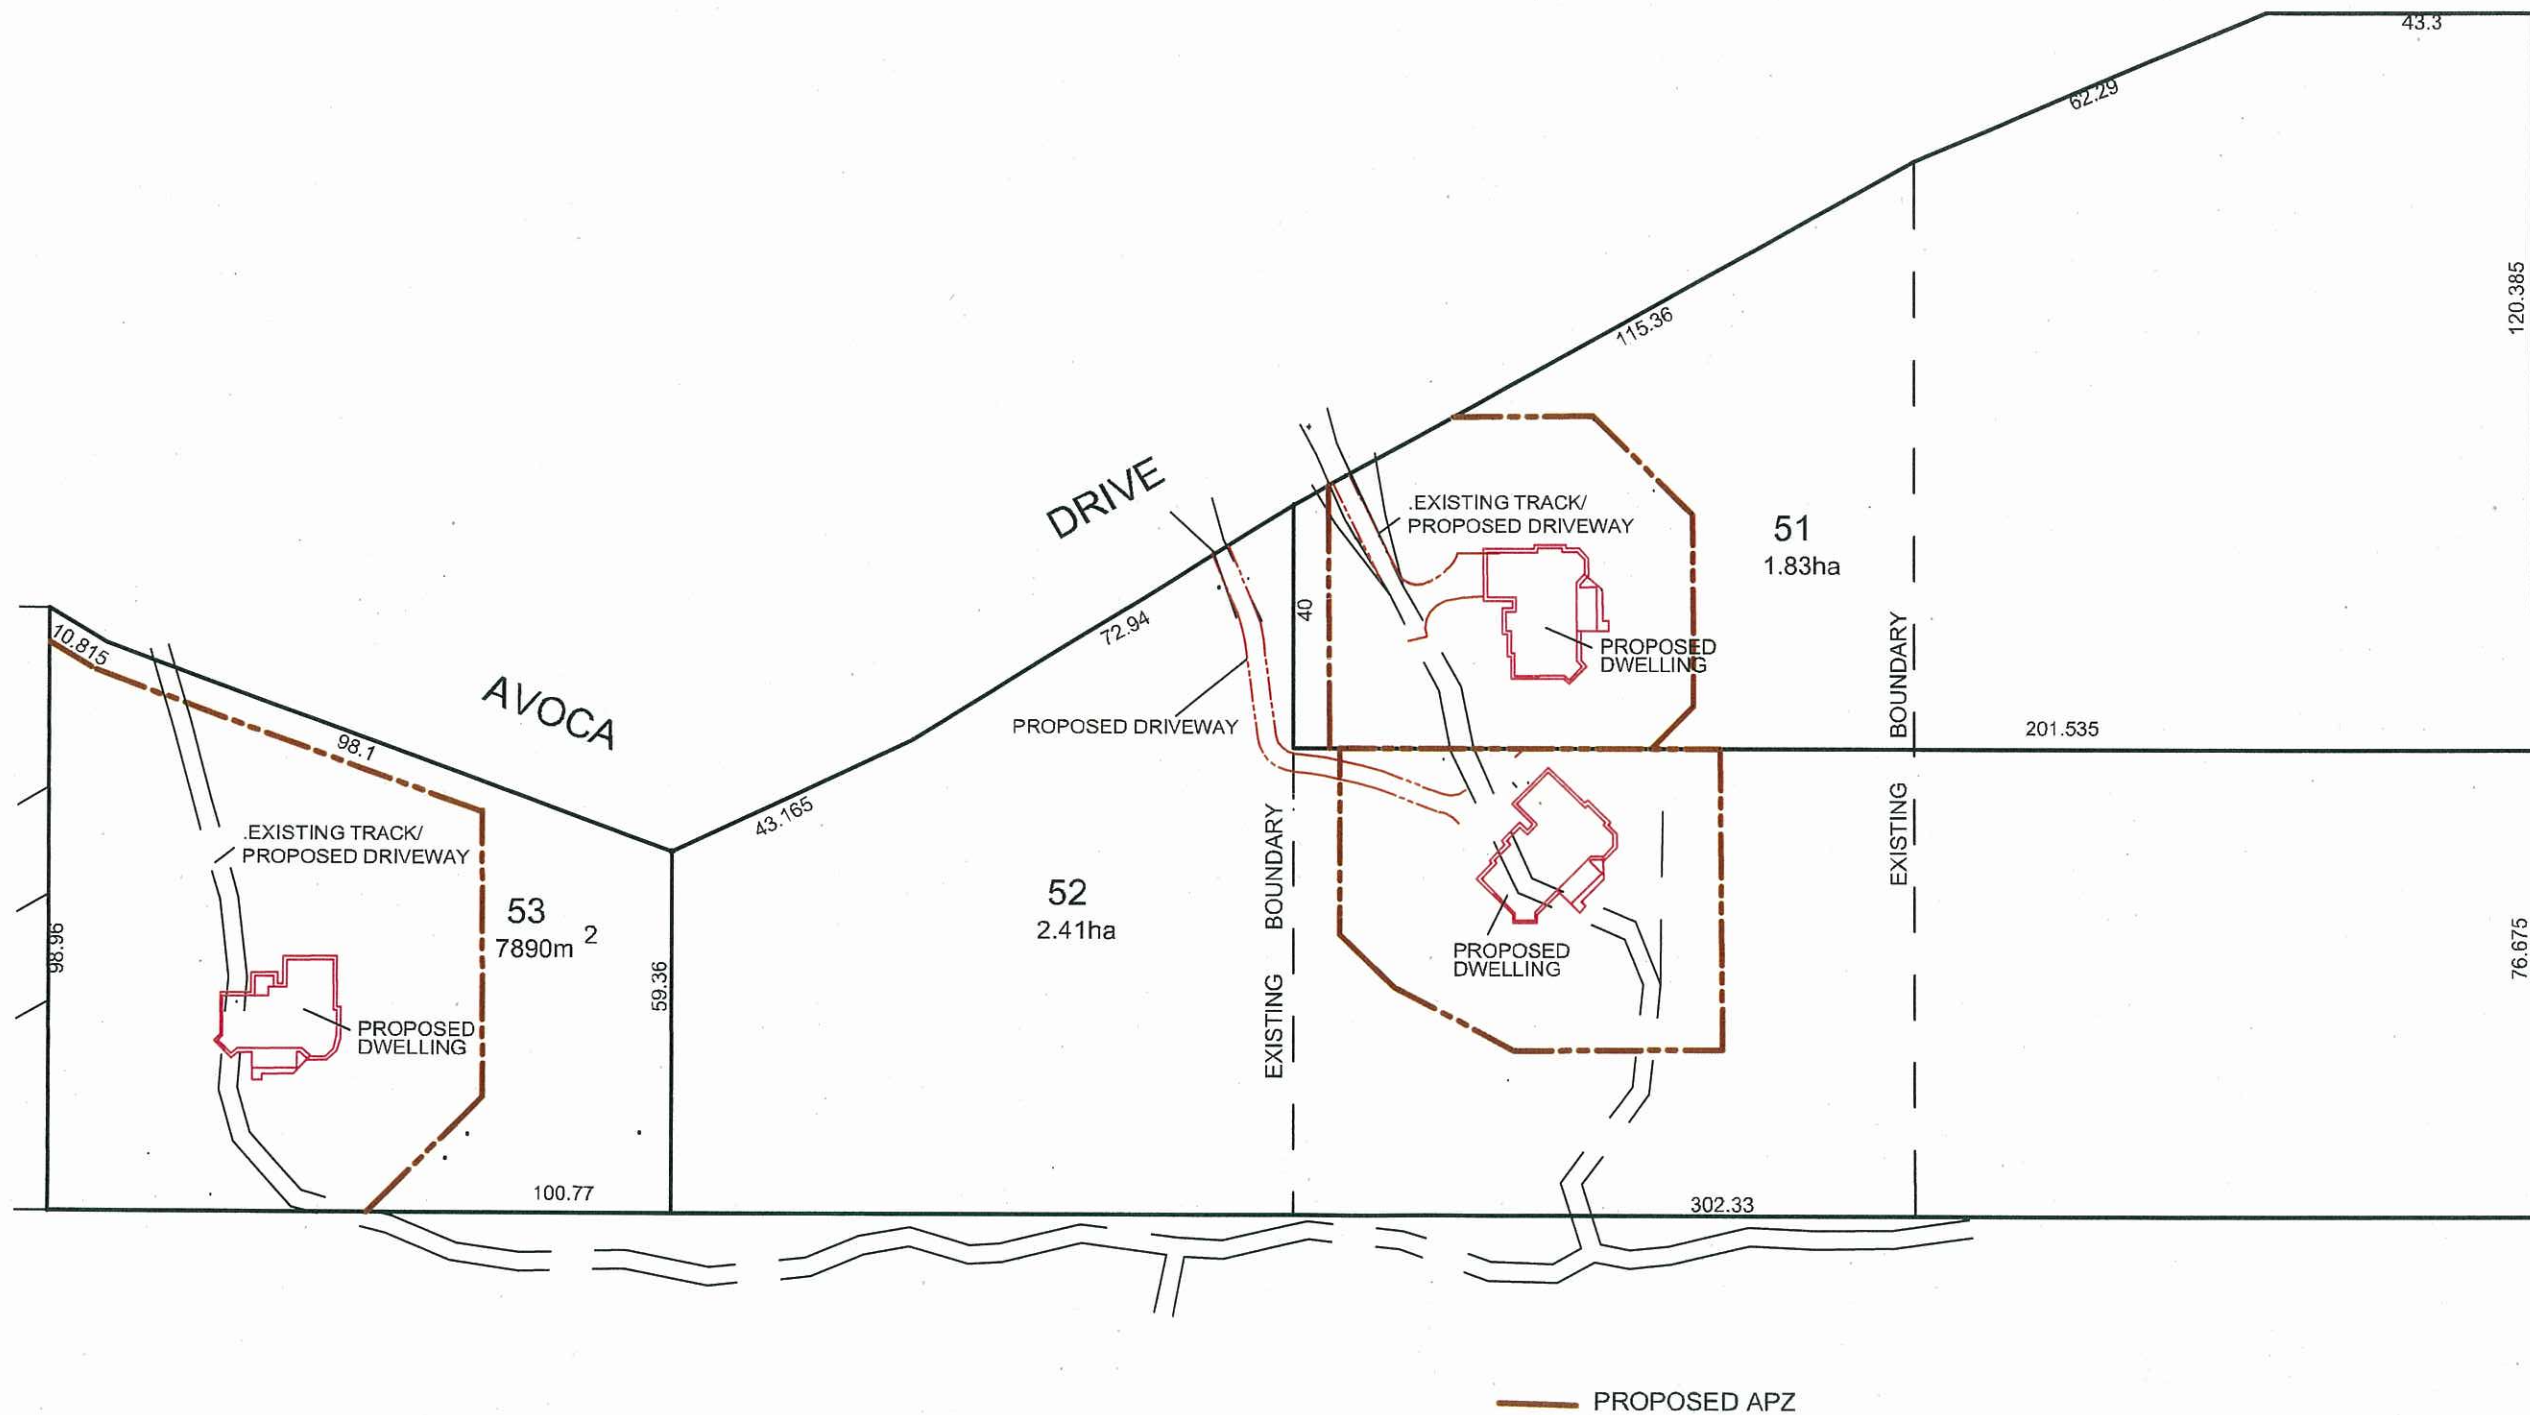 43.3
62.29
120.385
115.36
DRIVE
.EXISTING TRACK/
PROPOSED DRIVEWAY
51
1.83ha
40
72.94
10.815
PROPOSED
DWELLING
BOUNDARY
AVOCA
98.1
PROPOSED DRIVEWAY
201.535
43.165
.EXISTING TRACK/
PROPOSED DRIVEWAY
EXISTING
BOUNDARY
52
2.41ha
53
7890m 2
98.96
59.36
PROPOSED
DWELLING
76.675
EXISTING
PROPOSED
DWELLING
100.77
302.33
PROPOSED APZ